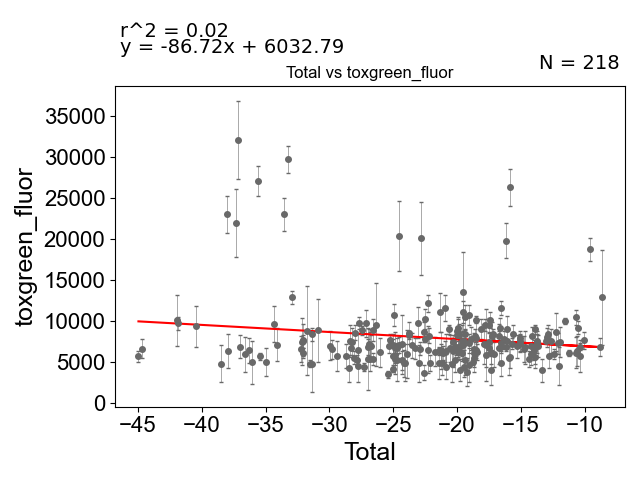 r^2 = 0.02
y = -86.72x + 6032.79
N = 218
Total vs toxgreen_fluor
35000
30000
25000
20000
15000
10000
5000
0
toxgreen_fluor
−45 −40 −35 −30 −25 −20 −15 −10
Total